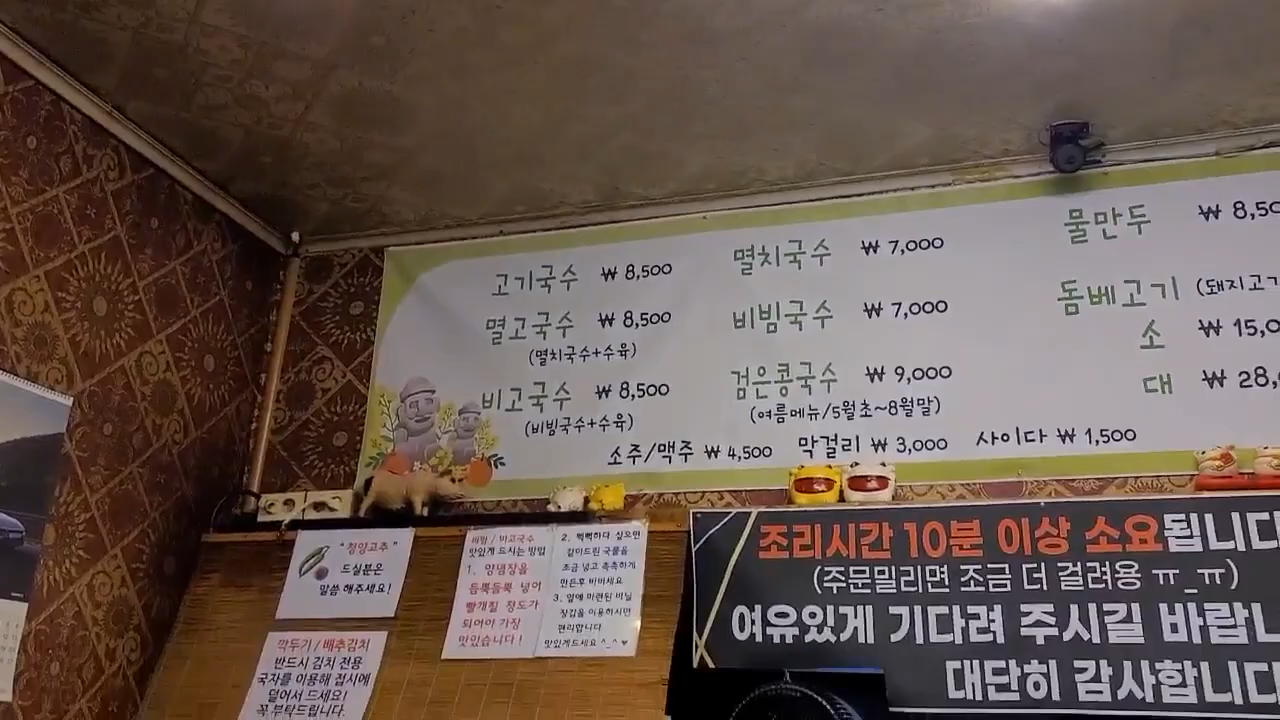 고기국수 ₩ 8,500
멸고국수 ₩ 8,500
(멸치국수+수육)
비고국수 ₩ 8,500
(비빔국수+수육)
멸치국수 ₩ 7,000
비빔국수 ₩ 7,000
검은콩국수 ₩ 9,000
(여름메뉴/5월초~8월말)
물만두 ₩ 8,50
돔베고기 (돼지고기
소 ₩ 15,0
대 ₩ 28,
소주/맥주 ₩ 4,500 막걸리 ₩ 3,000 사이다 ₩ 1,500
"청양고추"
드실분은
말씀 해주세요!
깍두기 / 배추김치
반드시 김치 전용
국자를 이용해 접시에
덜어서 드세요!
꼭 부탁드립니다.
비빔 / 비고국수
맛있게 드시는 방법
1. 양념장을
듬뿍듬뿍 넣어
빨개질 정도가
되어야 가장
맛있습니다!
2. 뻑뻑하다 싶으면
같이드린 국물을
조금 넣고 촉촉하게
만든후 비비세요
3. 옆에 마련된 비닐
장갑을 이용하시면
편리합니다
맛있게드세요 ^_^ ♥
조리시간 10분 이상 소요됩니다
(주문밀리면 조금 더 걸려용 ㅠ_ㅠ)
여유있게 기다려 주시길 바랍니
대단히 감사합니다